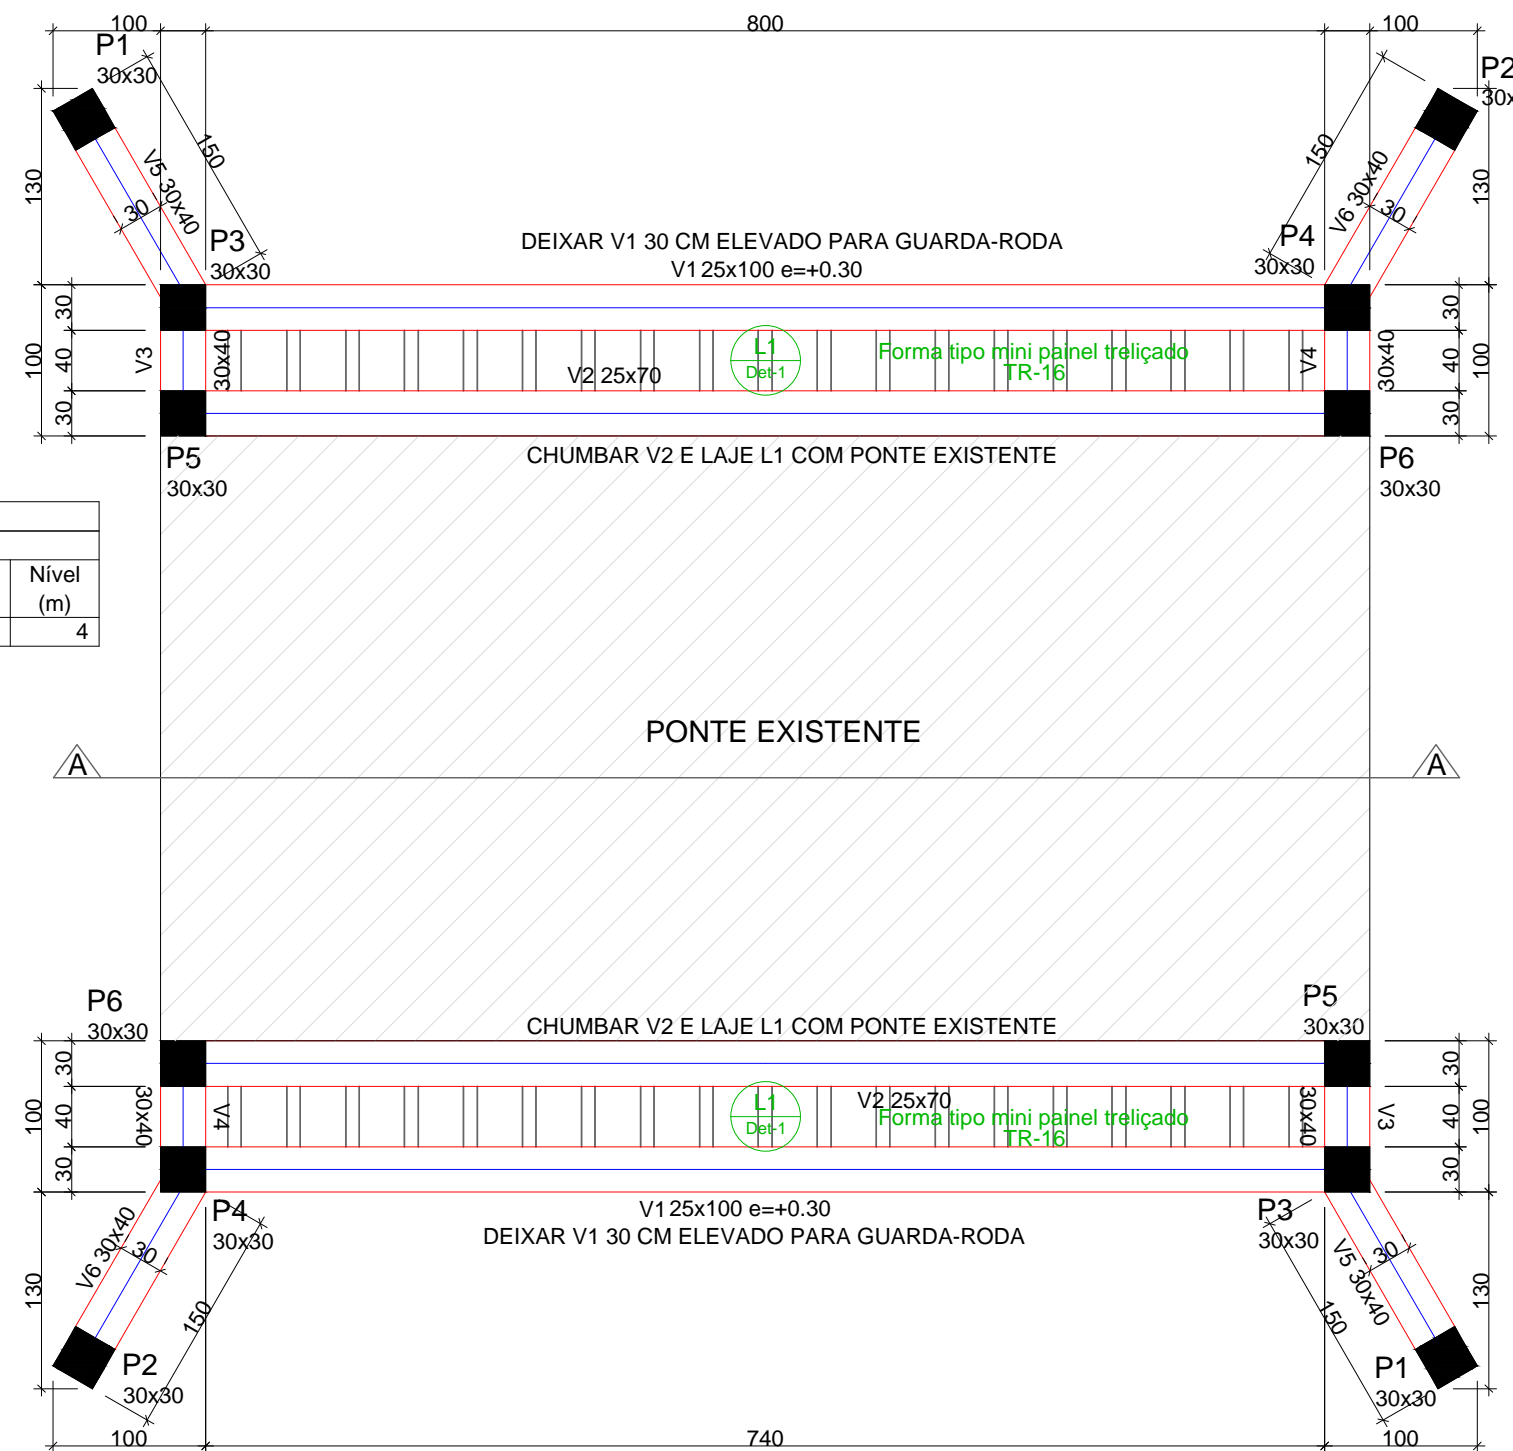 100
800
100
P1
30x30
P2
150
V5 30x40
30
130
150
V6 30x40
30
130
P3
30x30
DEIXAR V1 30 CM ELEVADO PARA GUARDA-RODA
V1 25x100 e=+0.30
P4
30x30
30
40
30
100
V3
30x40
L1
Det-1
Forma tipo mini painel treliçado
TR-16
V2 25x70
V4
30x40
30
40
30
100
P5
30x30
CHUMBAR V2 E LAJE L1 COM PONTE EXISTENTE
P6
30x30
Nível
(m)
4
PONTE EXISTENTE
A
A
P6
30x30
CHUMBAR V2 E LAJE L1 COM PONTE EXISTENTE
P5
30x30
30
40
30
100
30x40
V4
L1
Det-1
V2 25x70
Forma tipo mini painel treliçado
TR-16
30x40
V3
30
40
30
100
P4
30x30
V1 25x100 e=+0.30
DEIXAR V1 30 CM ELEVADO PARA GUARDA-RODA
P3
30x30
V6 30x40
30
150
130
V5 30x40
30
150
130
P2
30x30
P1
30x30
100
740
100